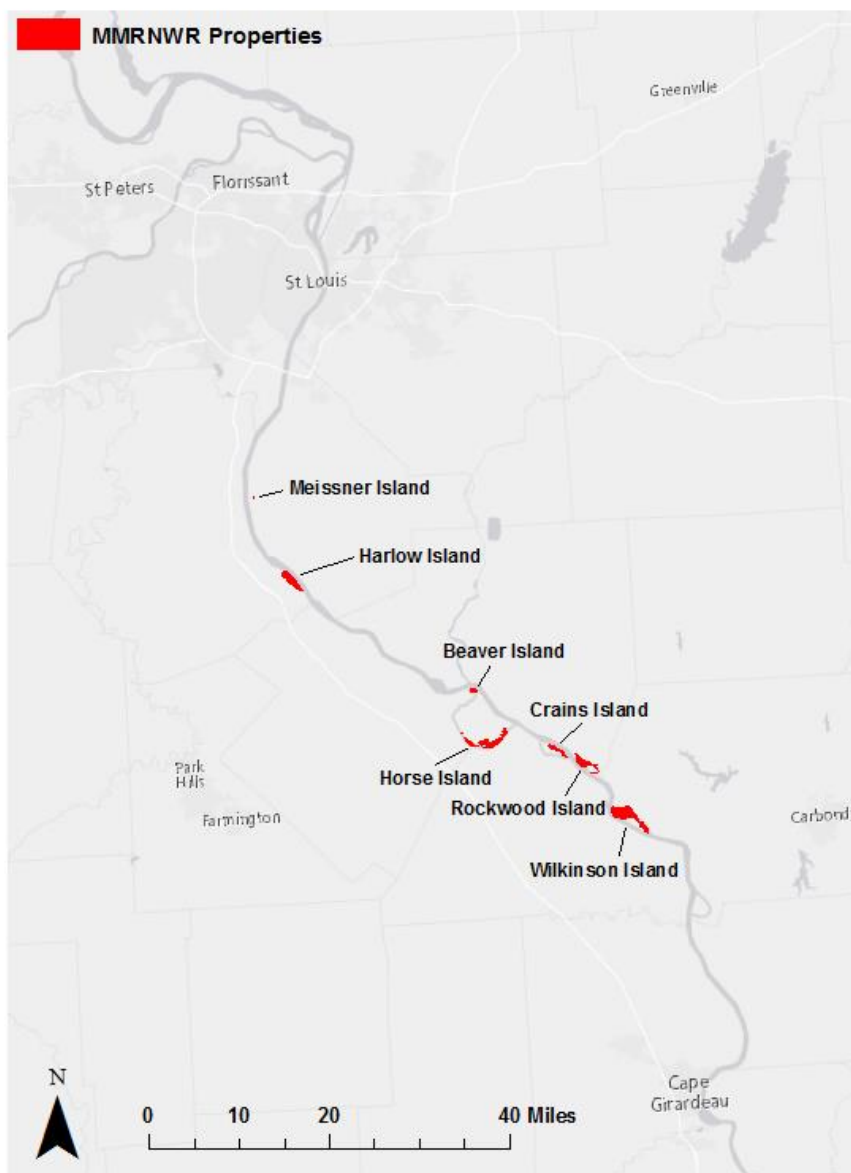 MMRNWR Properties
Greenville
St Peters
Florissant
St Louis
Meissner Island
Harlow Island
Beaver Island
Crains Island
Horse Island
Park
Hills
Rockwood Island
Farmington
Carbond
Wilkinson Island
N
0 10 20 40 Miles
Cape
Girardeau